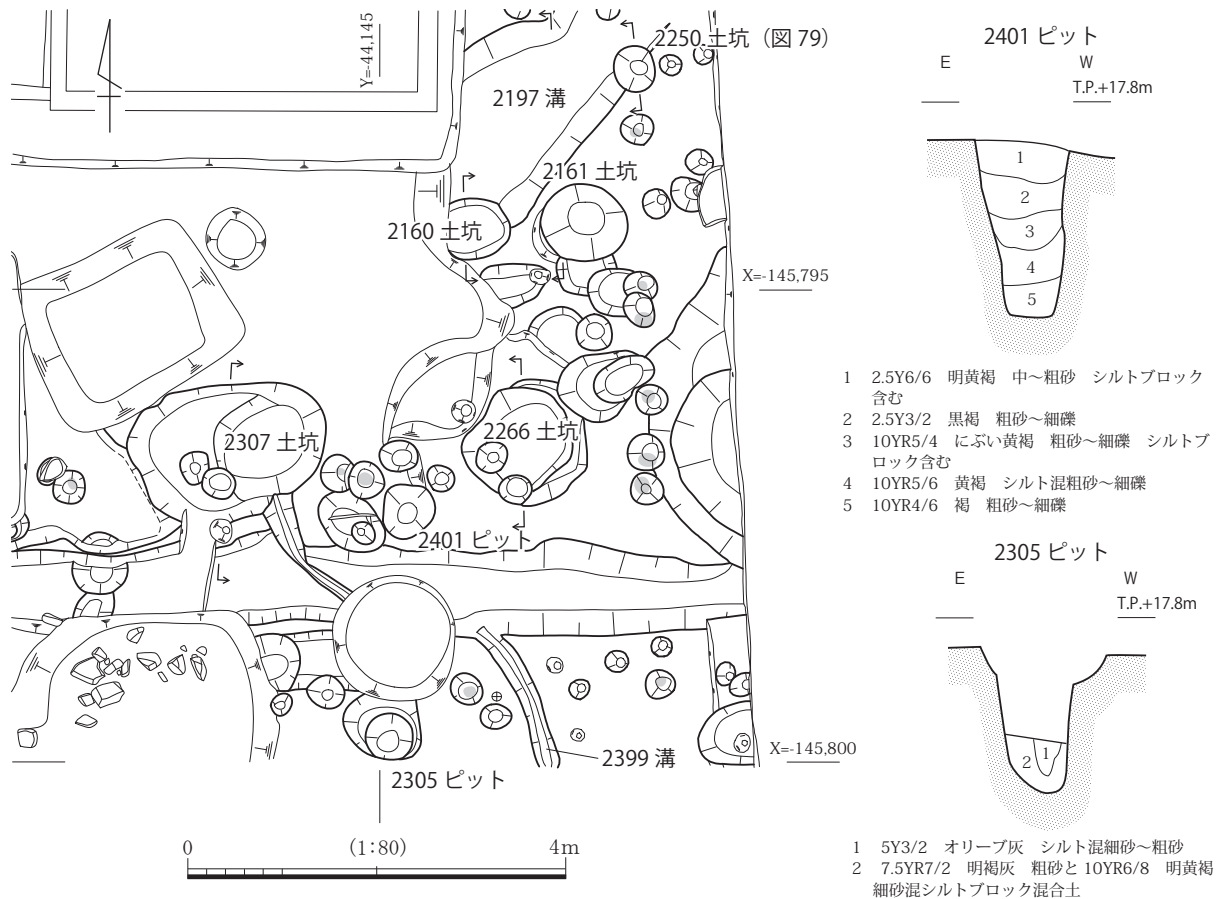 Y=-44,145
2250 土坑（図 79）
2197 溝
2161 土坑
2160 土坑
X=-145,795
2307 土坑
2266 土坑
2401 ピット
X=-145,800
2399 溝
2305 ピット
0 (1:80) 4m
2401 ピット
E W
T.P.+17.8m
1
2
3
4
5
1 2.5Y6/6 明黄褐 中～粗砂 シルトブロック
含む
2 2.5Y3/2 黒褐 粗砂～細礫
3 10YR5/4 にぶい黄褐 粗砂～細礫 シルトブ
ロック含む
4 10YR5/6 黄褐 シルト混粗砂～細礫
5 10YR4/6 褐 粗砂～細礫
2305 ピット
E W
T.P.+17.8m
1
2
1 5Y3/2 オリーブ灰 シルト混細砂～粗砂
2 7.5YR7/2 明褐灰 粗砂と 10YR6/8 明黄褐
細砂混シルトブロック混合土